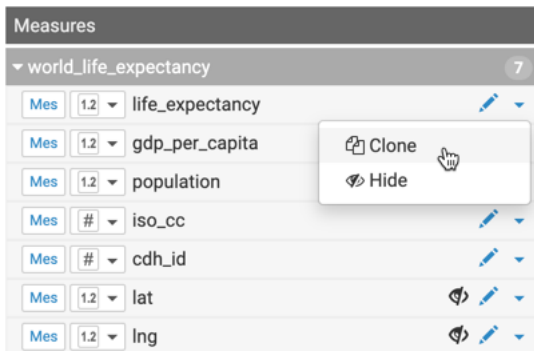 Measures
world_life_expectancy 7
Mes 1.2 life_expectancy
Mes 1.2 gdp_per_capita
Clone
Mes 1.2 population
Hide
Mes # iso_cc
Mes # cdh_id
Mes 1.2 lat
Mes 1.2 lng